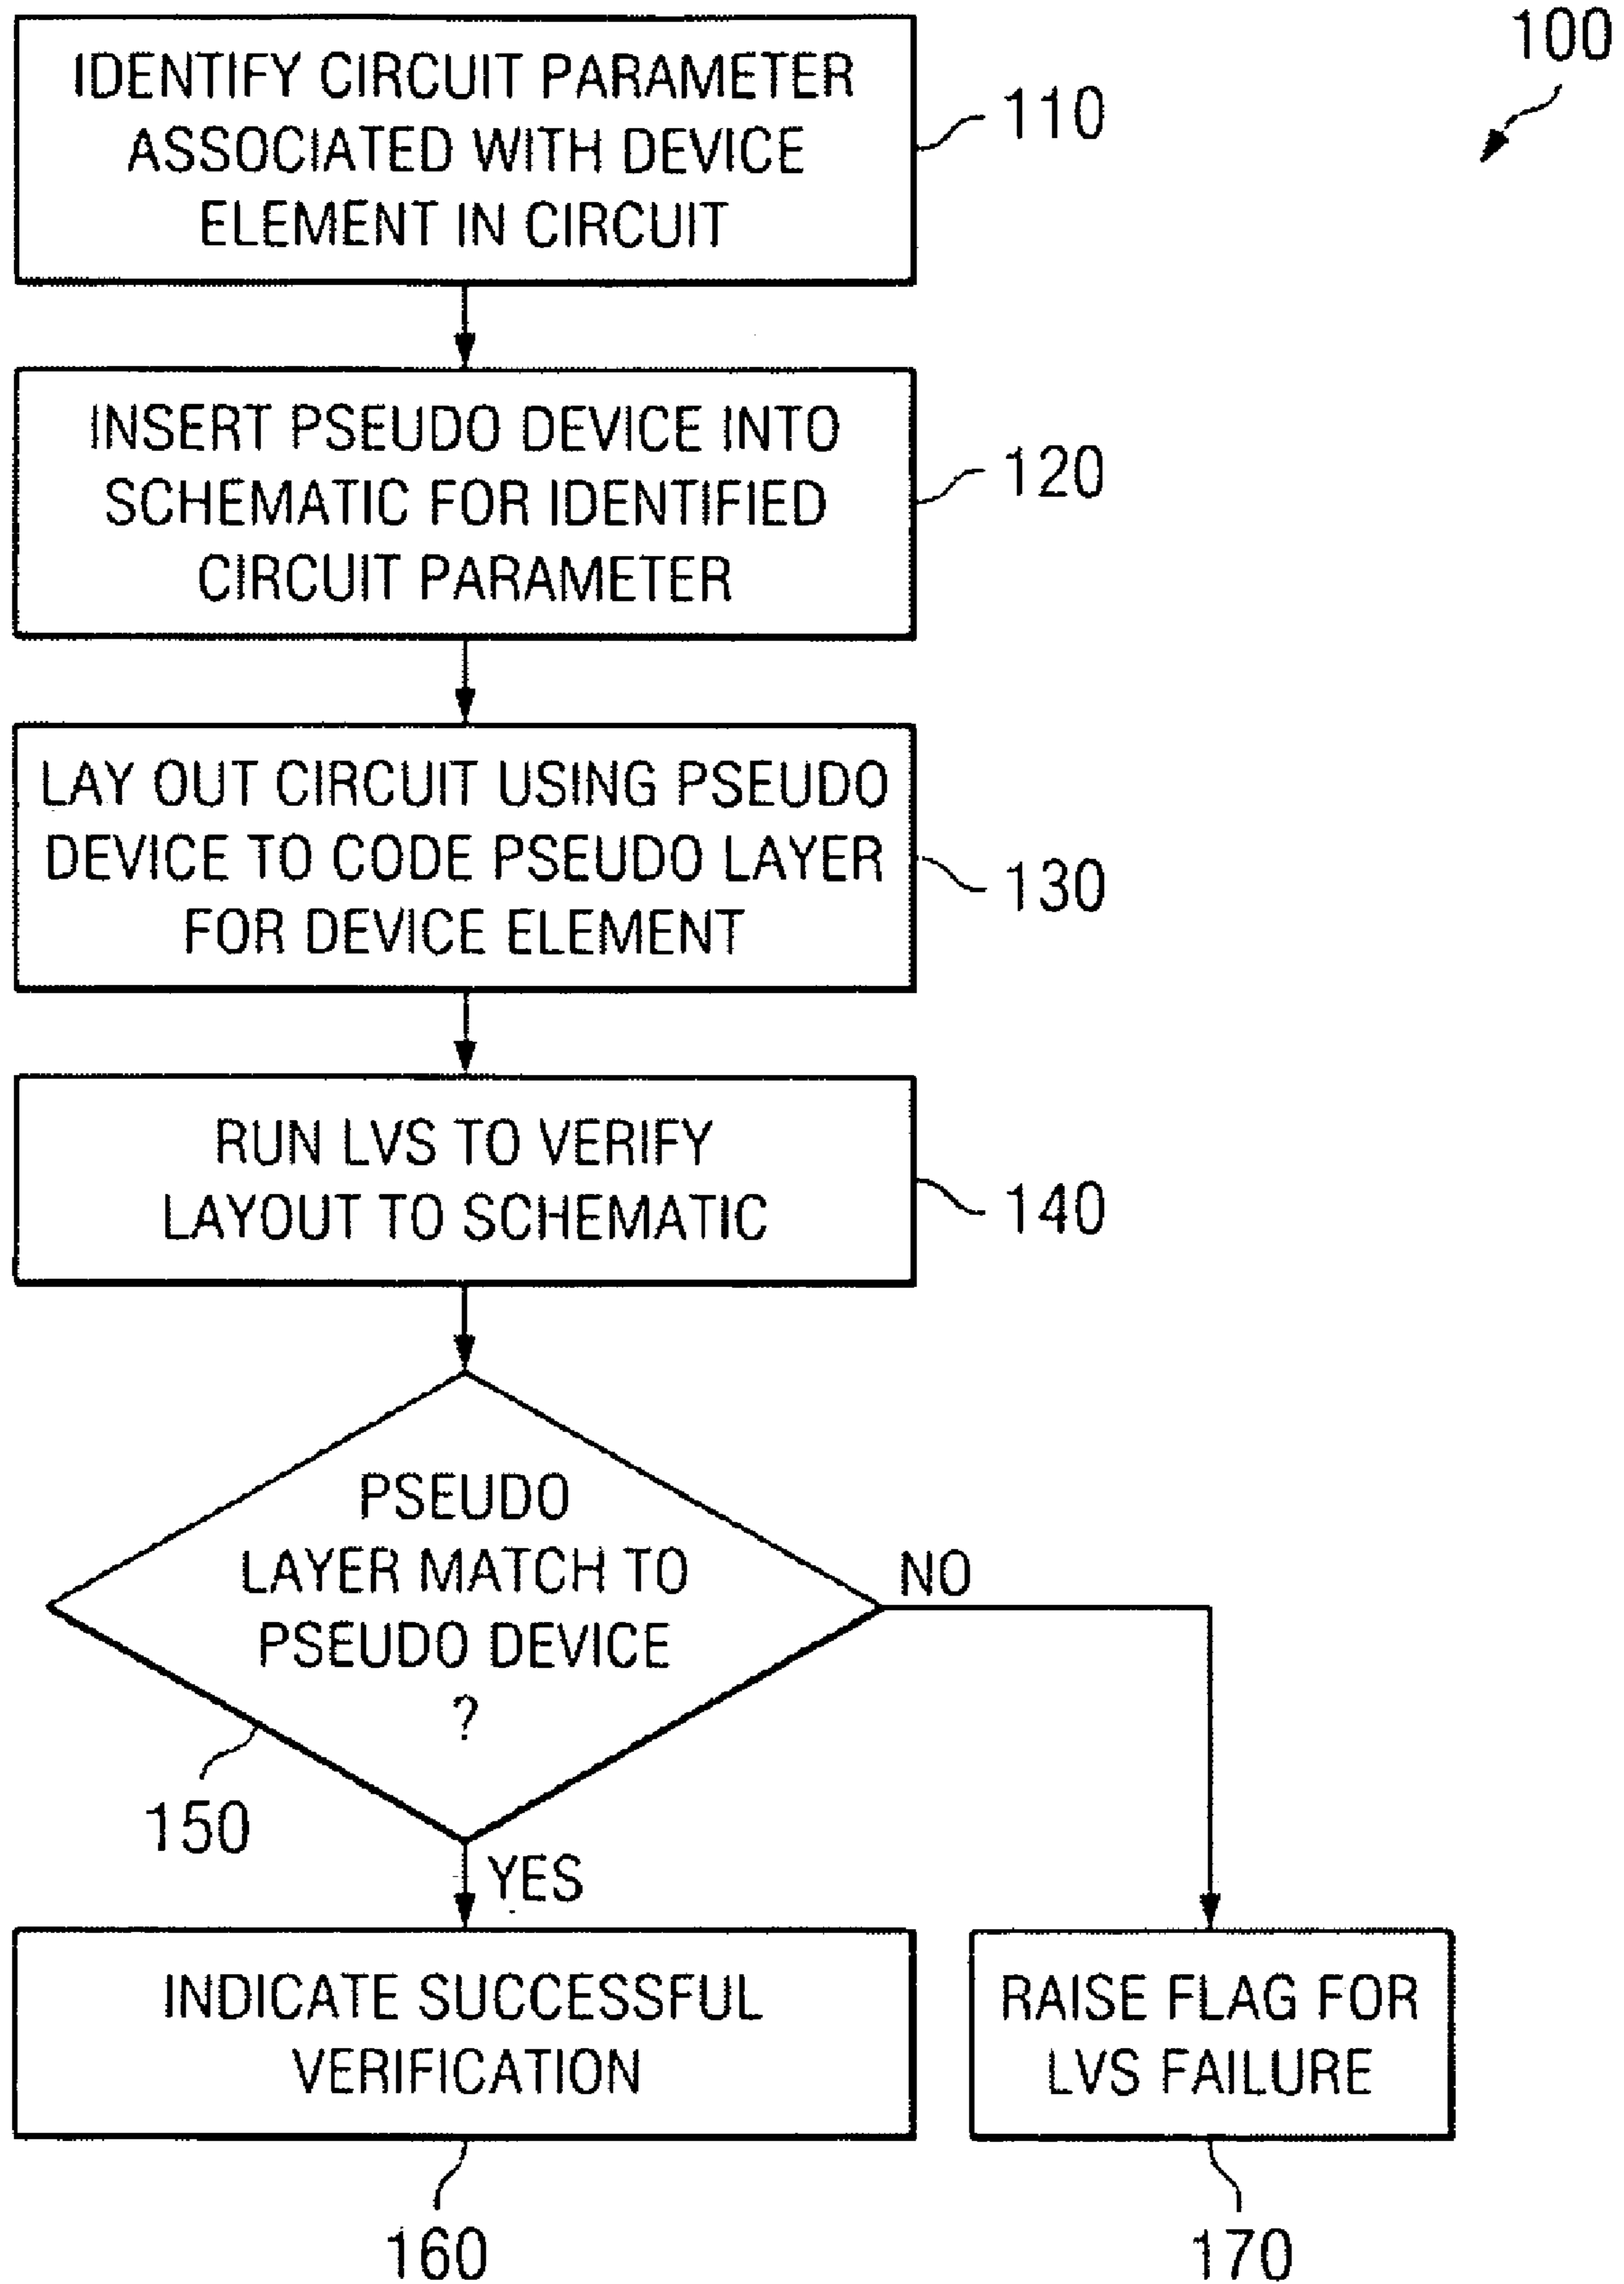 100
IDENTIFY CIRCUIT PARAMETER
ASSOCIATED WITH DEVICE
ELEMENT IN CIRCUIT
110
INSERT PSEUDO DEVICE INTO
SCHEMATIC FOR IDENTIFIED
CIRCUIT PARAMETER
120
LAY OUT CIRCUIT USING PSEUDO
DEVICE TO CODE PSEUDO LAYER
FOR DEVICE ELEMENT
130
RUN LVS TO VERIFY
LAYOUT TO SCHEMATIC
140
PSEUDO
LAYER MATCH TO
PSEUDO DEVICE
?
NO
150
YES
INDICATE SUCCESSFUL
VERIFICATION
160
RAISE FLAG FOR
LVS FAILURE
170